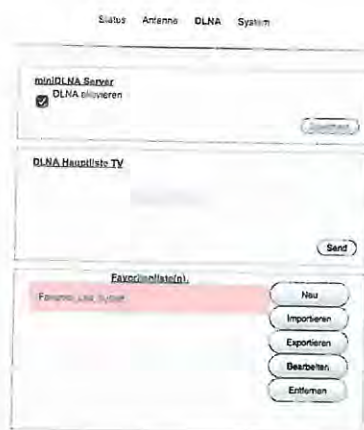 Status Antenne DLNA System
miniDLNA Server
DLNA aktivieren
DLNA Hauptliste TV
Send
Favoritenliste(n).
Neu
Importieren
Exportieren
Bearbeiten
Entfernen